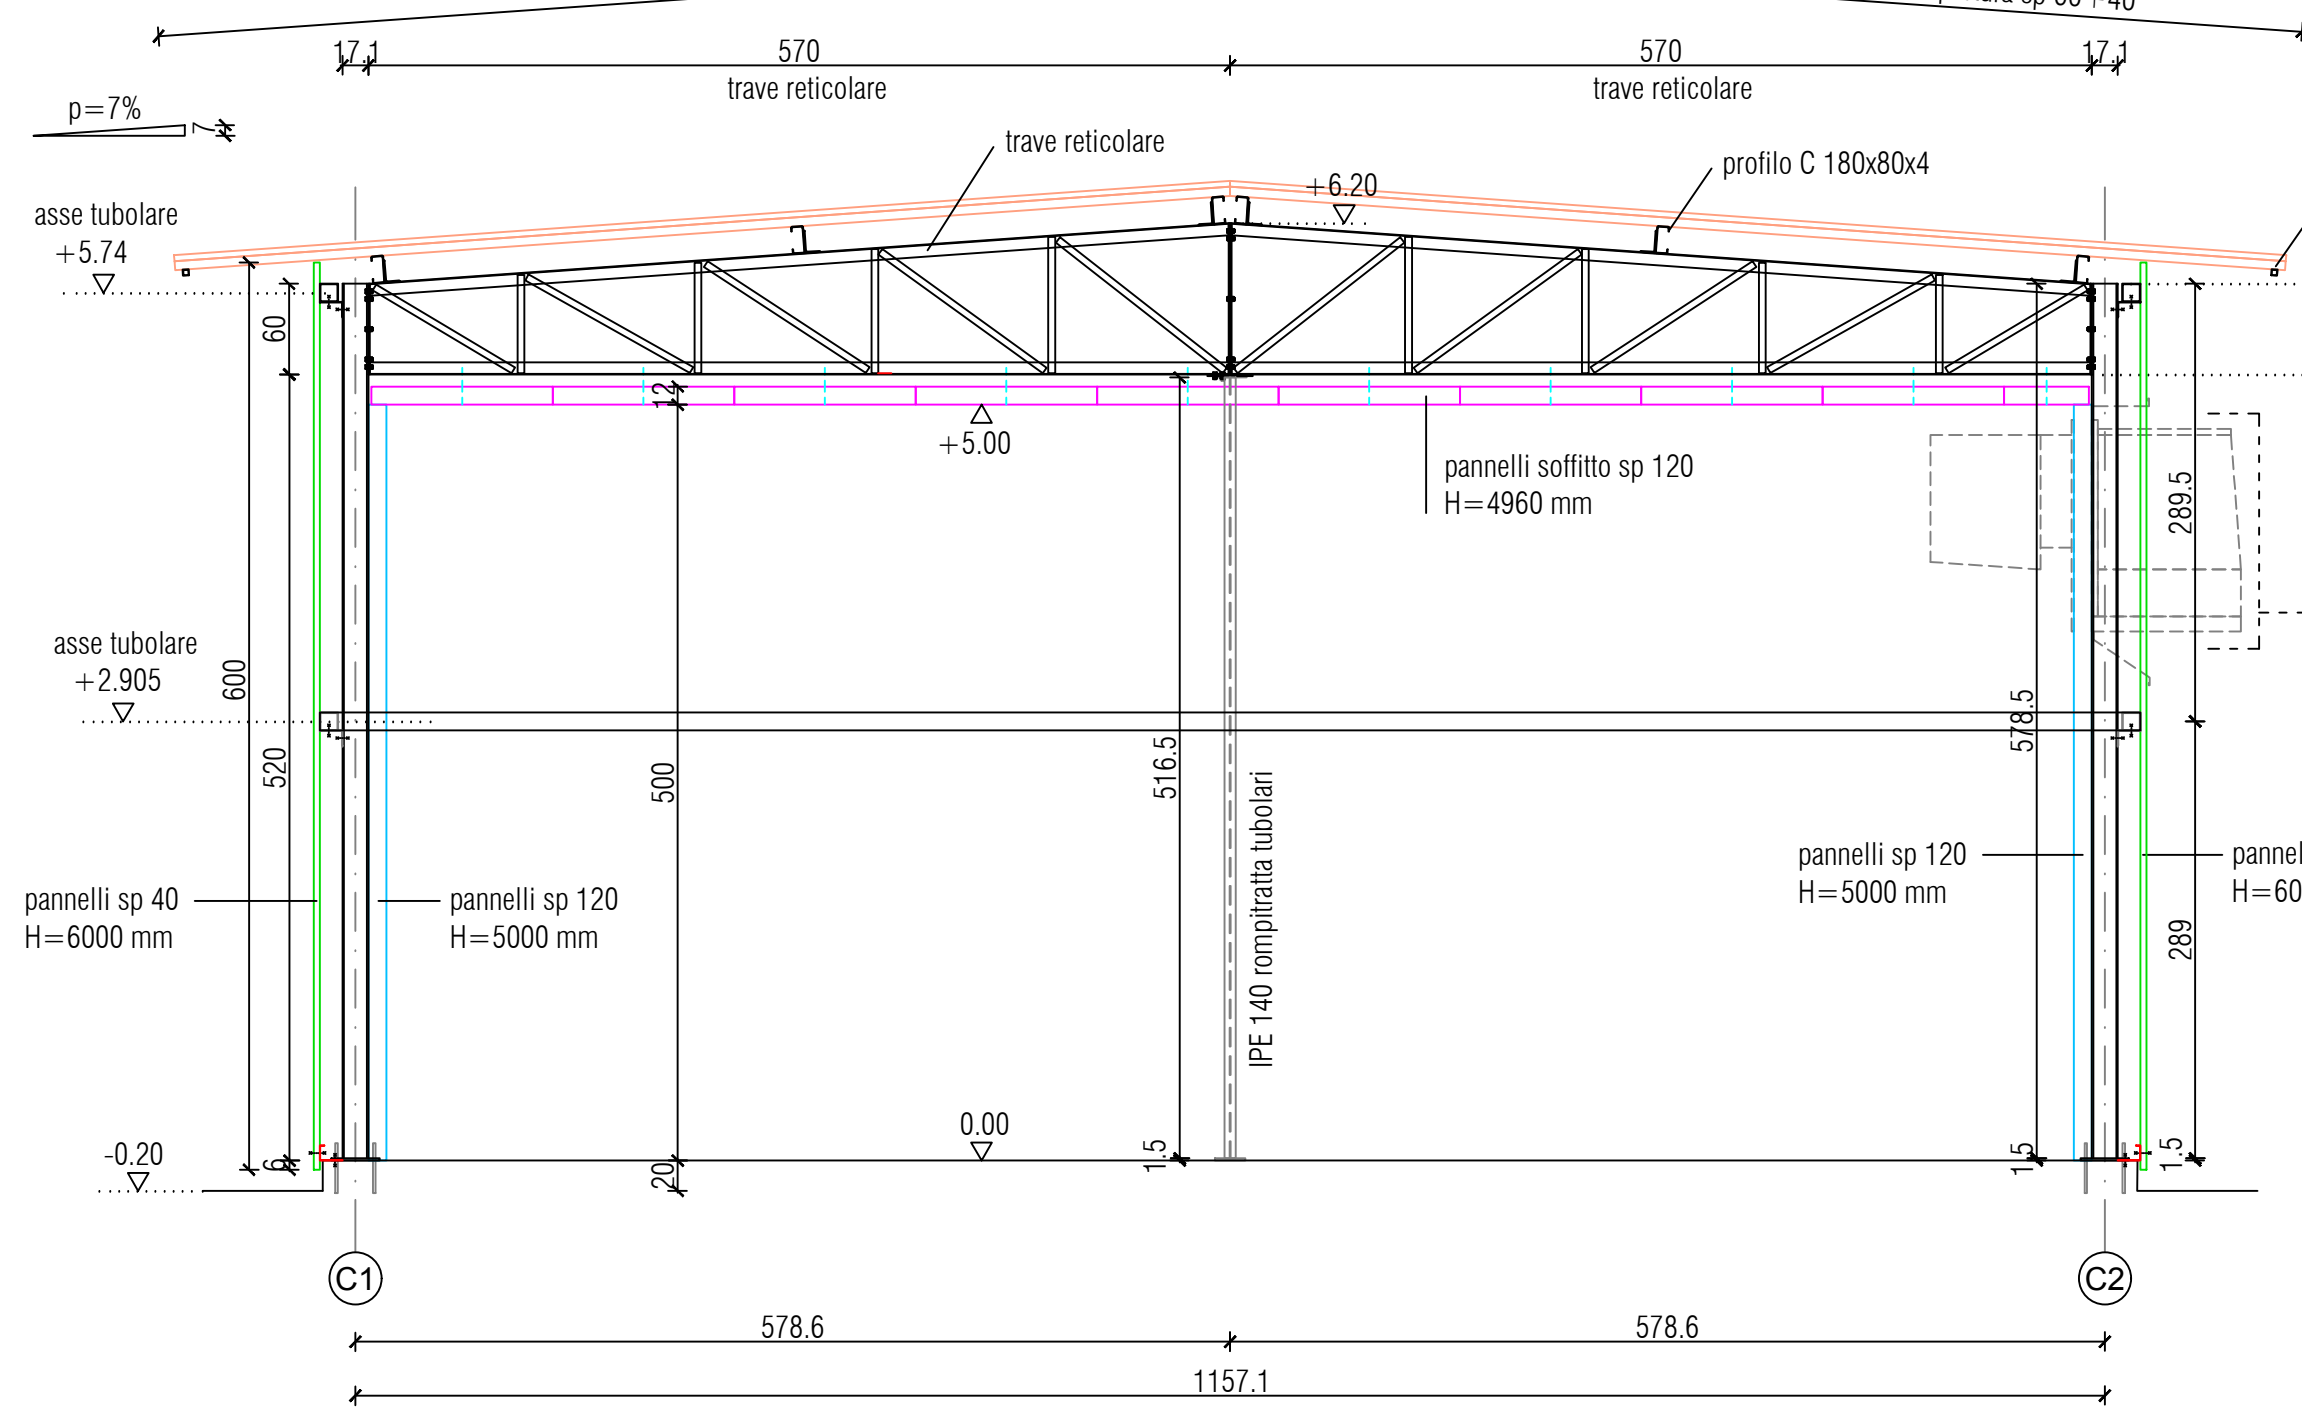 sp
+40
17.1
570
570
17.1
trave reticolare
trave reticolare
p=7%
7
trave reticolare
profilo C 180x80x4
+6.20
asse tubolare
+5.74
60
12
+5.00
pannelli soffitto sp 120
H=4960 mm
289.5
asse tubolare
+2.905
600
520
500
516.5
578.5
IPE 140 rompitratta tubolari
pannelli sp 40
H=6000 mm
pannelli sp 120
H=5000 mm
pannelli sp 120
H=5000 mm
289
-0.20
6
20
0.00
1.5
1.5
1.5
C1
C2
578.6
578.6
1157.1